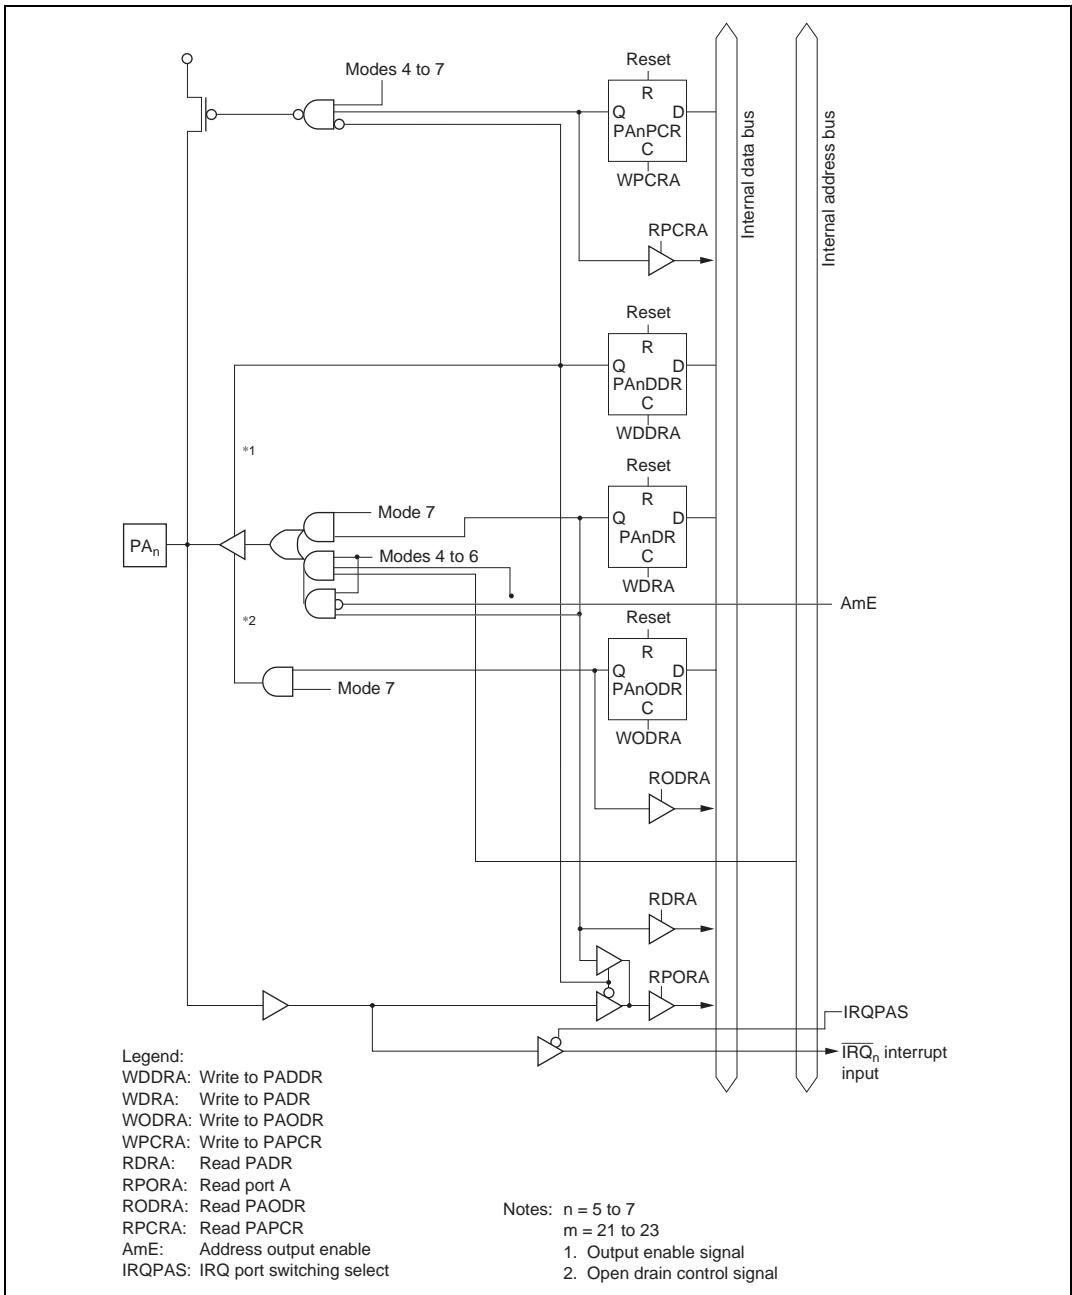 Modes 4 to 7
Reset
R
Q D
PAnPCR
C
WPCRA
Internal data bus
Internal address bus
RPCRA
Reset
R
Q D
PAnDDR
C
WDDRA
*1
Reset
R
Mode 7
Q D
PAnDR
C
WDRA
PAn
Modes 4 to 6
AmE
*2
Reset
R
Q D
PAnODR
C
WODRA
Mode 7
RODRA
RDRA
RPORA
IRQPAS
IRQn interrupt
input
Legend:
WDDRA: Write to PADDR
WDRA: Write to PADR
WODRA: Write to PAODR
WPCRA: Write to PAPCR
RDRA: Read PADR
RPORA: Read port A
RODRA: Read PAODR
RPCRA: Read PAPCR
AmE: Address output enable
IRQPAS: IRQ port switching select
Notes: n = 5 to 7
m = 21 to 23
1. Output enable signal
2. Open drain control signal